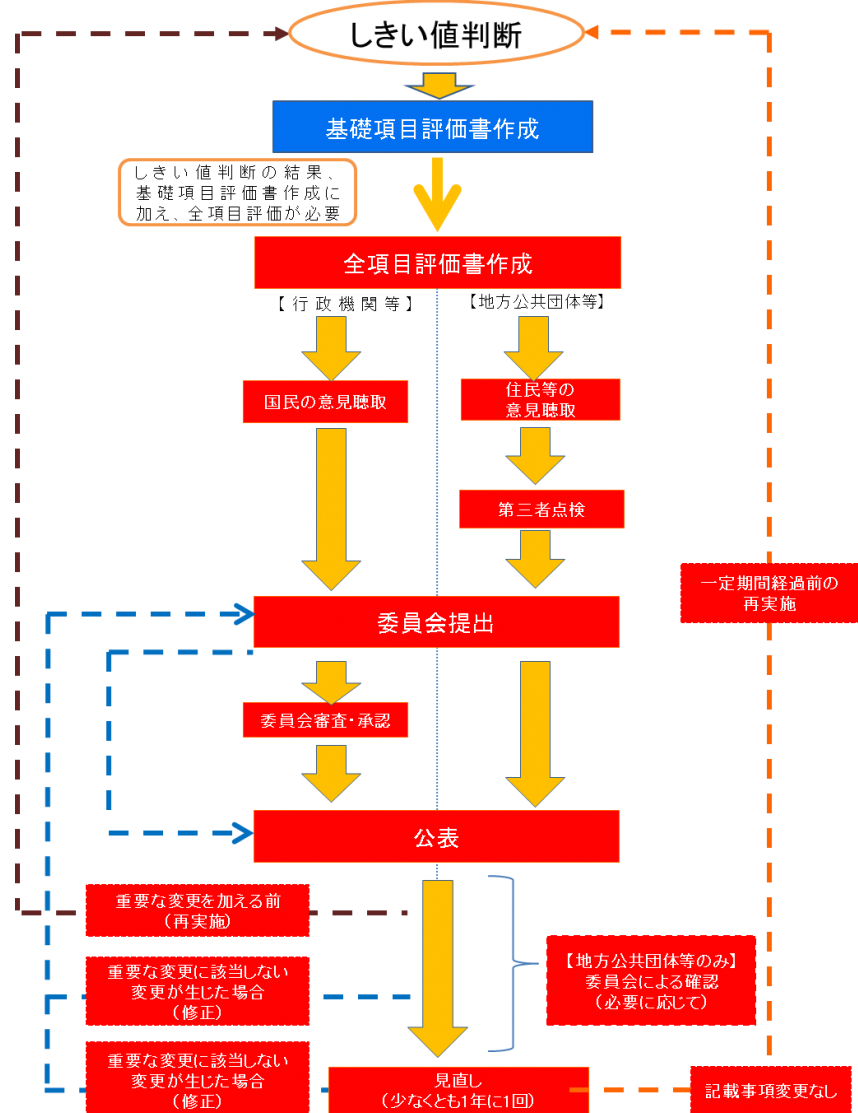 しきい値判断
基礎項目評価書作成
しきい値判断の結果、
基礎項目評価書作成に
加え、全項目評価が必要
全項目評価書作成
【行政機関等】
【地方公共団体等】
国民の意見聴取
住民等の
意見聴取
第三者点検
一定期間経過前の
再実施
委員会提出
委員会審査・承認
公表
重要な変更を加える前
（再実施）
【地方公共団体等のみ】
委員会による確認
（必要に応じて）
重要な変更に該当しない
変更が生じた場合
（修正）
重要な変更に該当しない
変更が生じた場合
（修正）
見直し
（少なくとも1年に1回）
記載事項変更なし